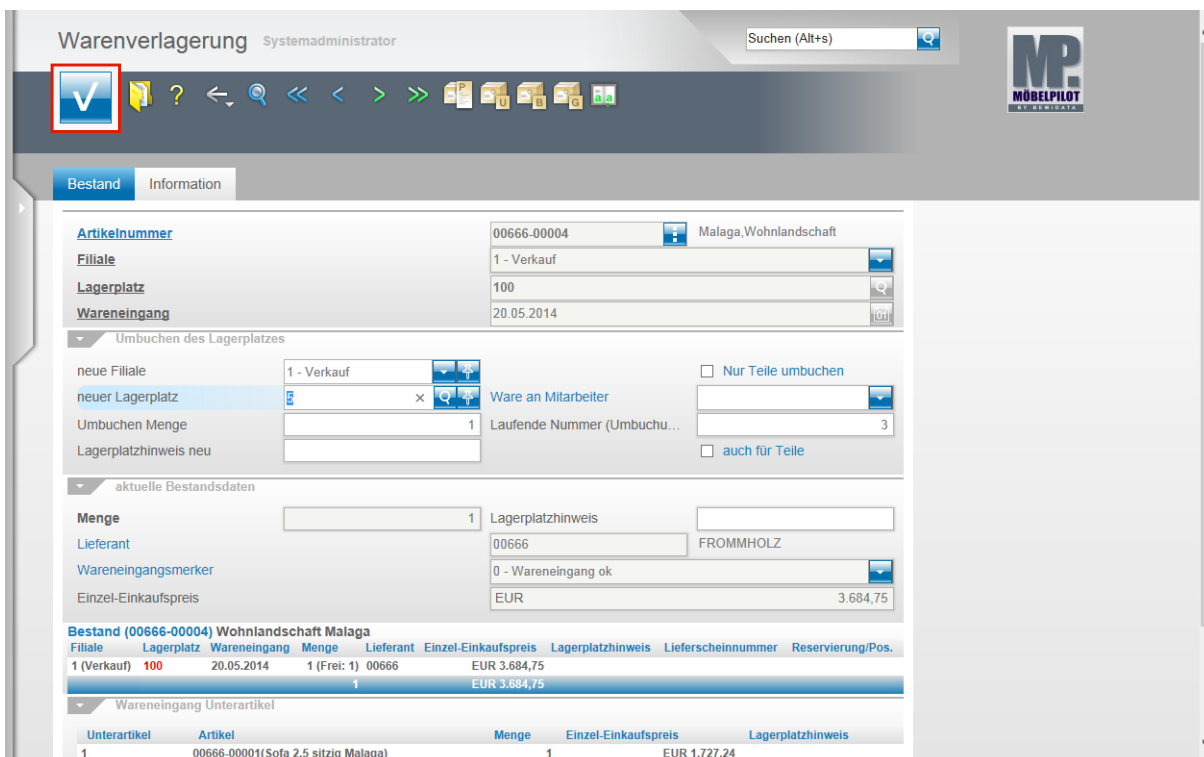 Warenverlagerung Systemadministrator
Suchen (Alt+s)
MP.
MÖBELPILOT
BY BEWIDATA
?
P U B G a a
Bestand Information
Artikelnummer 00666-00004 Malaga,Wohnlandschaft
Filiale 1 - Verkauf
Lagerplatz 100
Wareneingang 20.05.2014 01
Umbuchen des Lagerplatzes
neue Filiale 1 - Verkauf Nur Teile umbuchen
neuer Lagerplatz 5 × Ware an Mitarbeiter
Umbuchen Menge 1 Laufende Nummer (Umbuchu... 3
Lagerplatzhinweis neu auch für Teile
aktuelle Bestandsdaten
Menge 1 Lagerplatzhinweis
Lieferant 00666 FROMMHOLZ
Wareneingangsmerker 0 - Wareneingang ok
Einzel-Einkaufspreis EUR 3.684,75
Bestand (00666-00004) Wohnlandschaft Malaga
Filiale Lagerplatz Wareneingang Menge Lieferant Einzel-Einkaufspreis Lagerplatzhinweis Lieferscheinnummer Reservierung/Pos.
1 (Verkauf) 100 20.05.2014 1 (Frei: 1) 00666 EUR 3.684,75
1 EUR 3.684,75
Wareneingang Unterartikel
Unterartikel Artikel Menge Einzel-Einkaufspreis Lagerplatzhinweis
1 00666-00001(Sofa 2,5 sitzig Malaga) 1 EUR 1.727,24